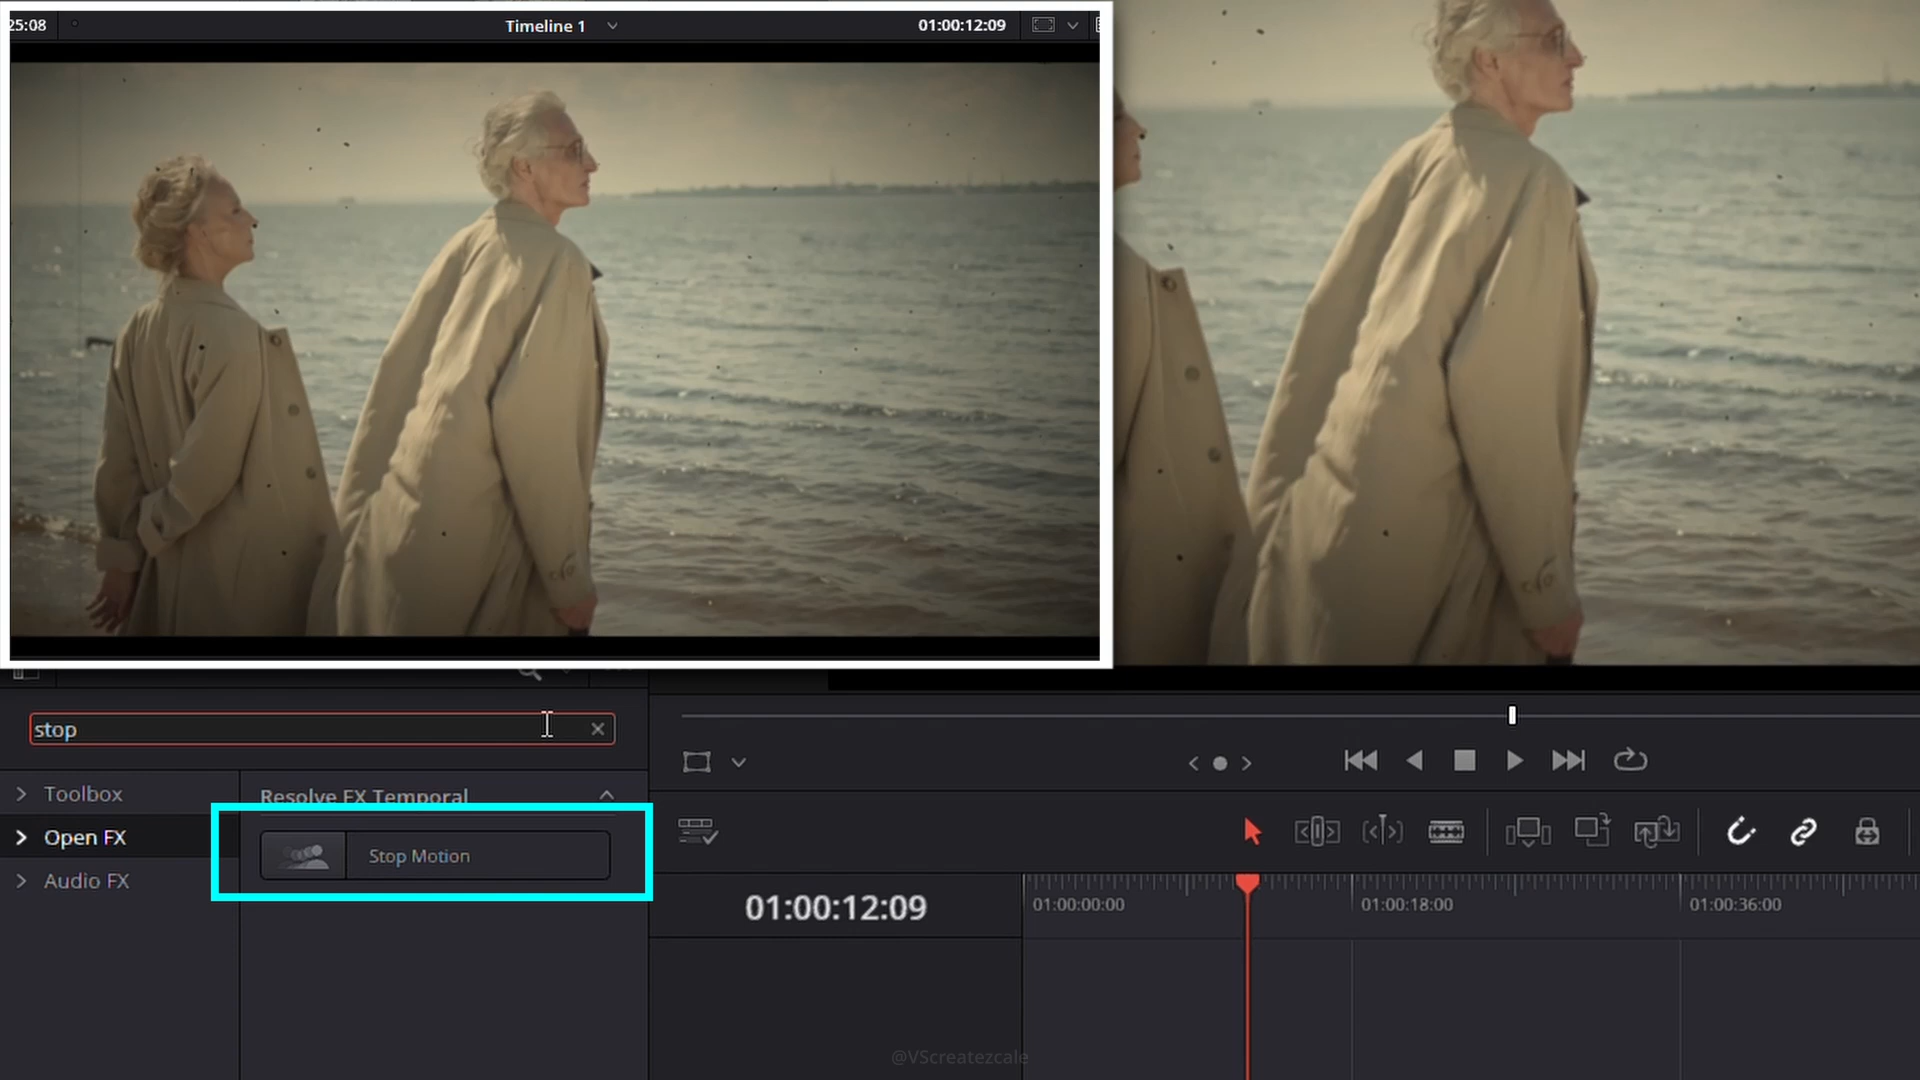 25:08
Timeline 1
01:00:12:09
stop
Toolbox
Open FX
Audio FX
Resolve FX Temporal
Stop Motion
01:00:12:09
01:00:00:00
01:00:18:00
01:00:36:00
@VScreatezcale